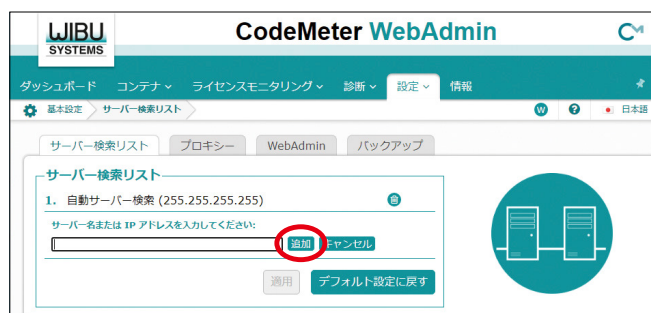 WIBU
SYSTEMS
CodeMeter WebAdmin
ダッシュボード コンテナ ライセンスモニタリング 診断 設定 情報
基本設定 サーバー検索リスト W ? 日本語
サーバー検索リスト プロキシー WebAdmin バックアップ
サーバー検索リスト
1. 自動サーバー検索 (255.255.255.255)
サーバー名または IP アドレスを入力してください:
追加 キャンセル
適用 デフォルト設定に戻す